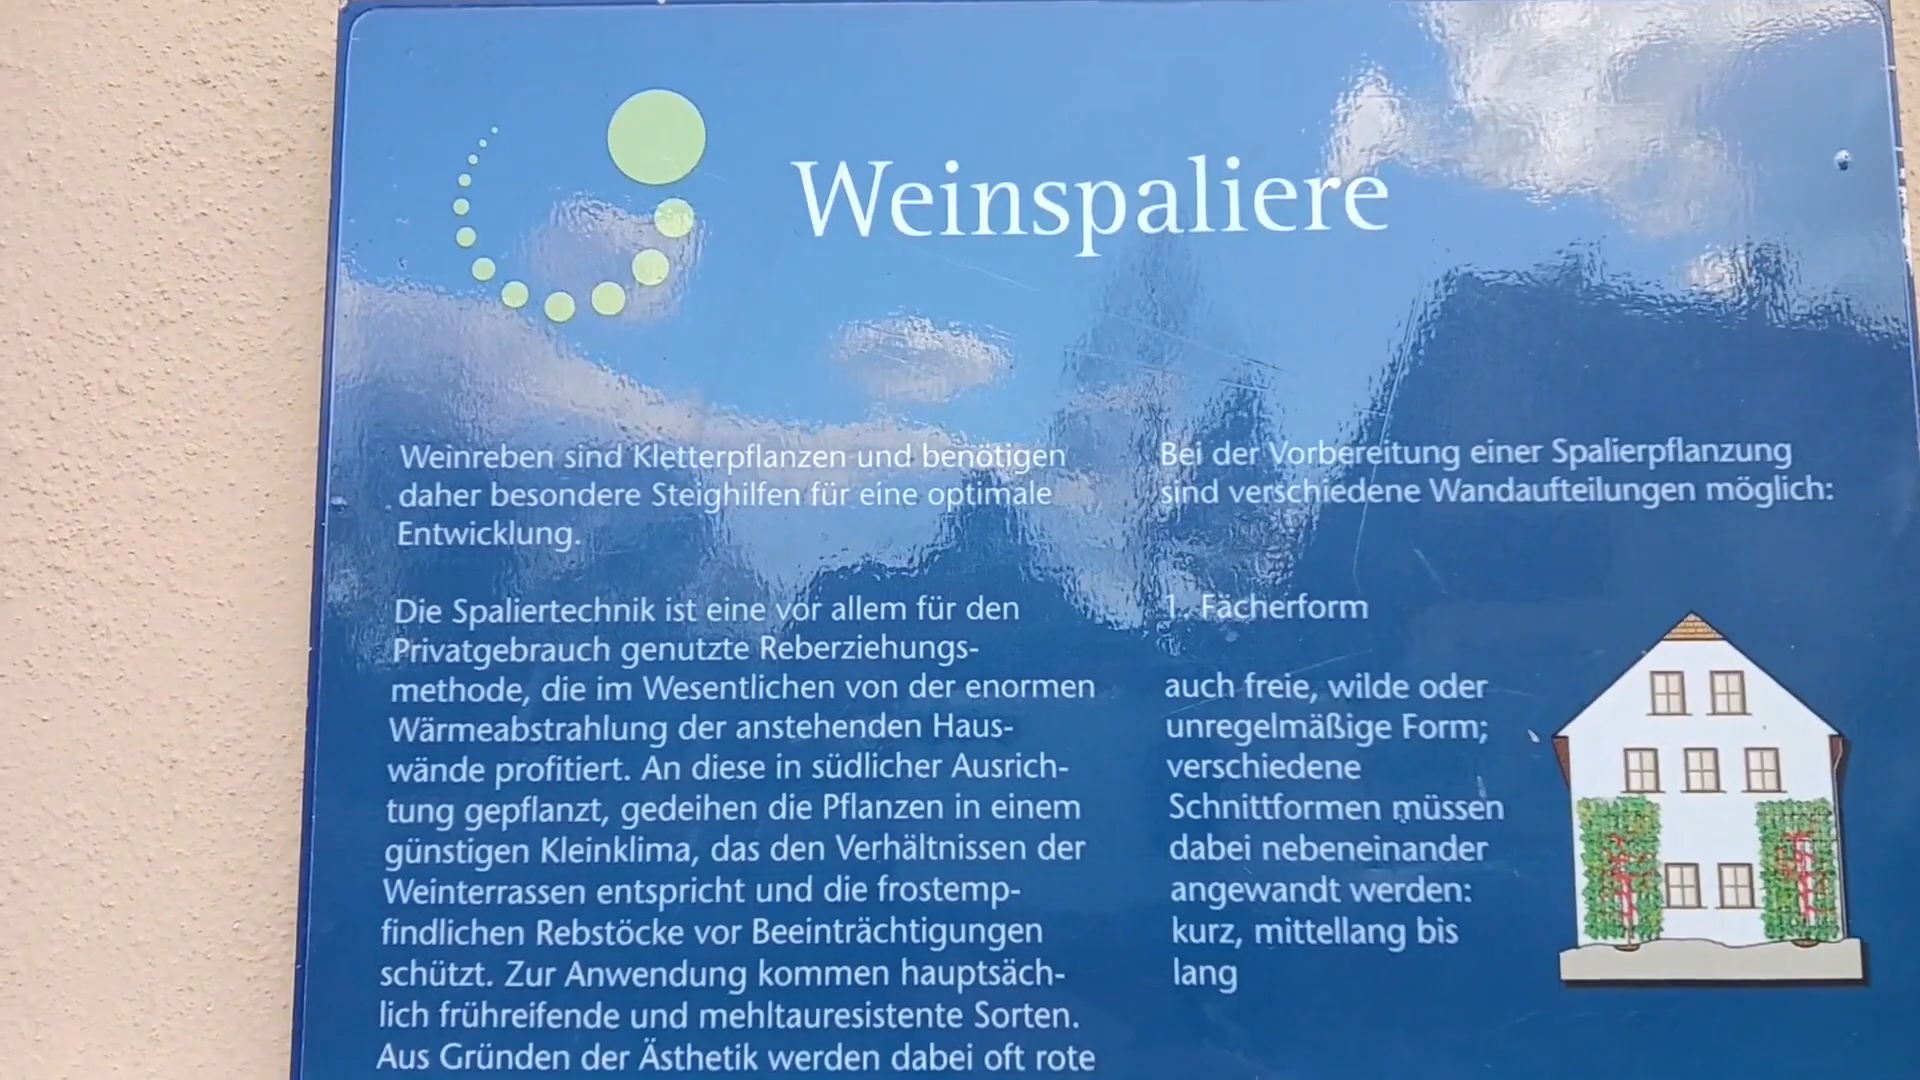 Weinspaliere
Weinreben sind Kletterpflanzen und benötigen
daher besondere Steighilfen für eine optimale
Entwicklung.
Die Spaliertechnik ist eine vor allem für den
Privatgebrauch genutzte Reberziehungs-
methode, die im Wesentlichen von der enormen
Wärmeabstrahlung der anstehenden Haus-
wände profitiert. An diese in südlicher Ausrich-
tung gepflanzt, gedeihen die Pflanzen in einem
günstigen Kleinklima, das den Verhältnissen der
Weinterrassen entspricht und die frostemp-
findlichen Rebstöcke vor Beeinträchtigungen
schützt. Zur Anwendung kommen hauptsäch-
lich frühreifende und mehltauresistente Sorten.
Aus Gründen der Ästhetik werden dabei oft rote
Bei der Vorbereitung einer Spalierpflanzung
sind verschiedene Wandaufteilungen möglich:
1. Fächerform
auch freie, wilde oder
unregelmäßige Form;
verschiedene
Schnittformen müssen
dabei nebeneinander
angewandt werden:
kurz, mittellang bis
lang